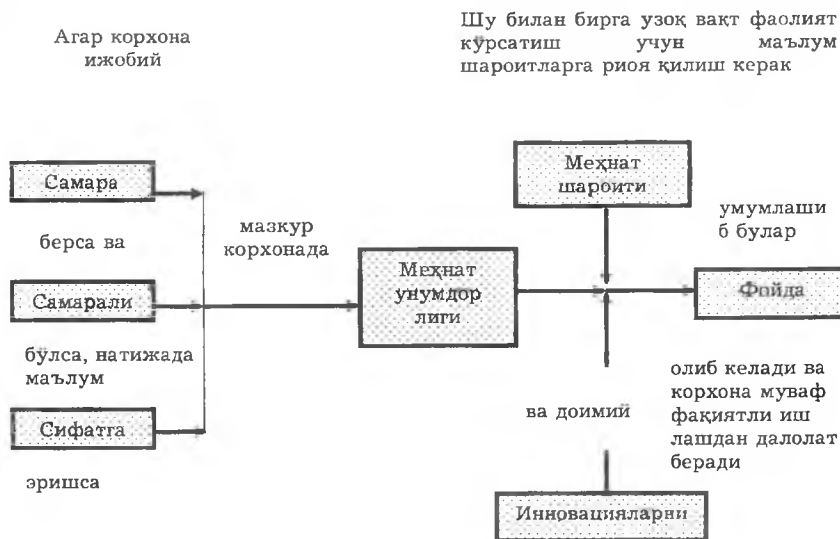 Агар корхона
ижобий
Шу билан бирга узоқ вақт фаолият
кўрсатиш учун маълум
шароитларга риоя қилиш керак
Самара
берса ва
Самарали
бўлса, натижада
маълум
Сифатга
эришса
мазкур
корхонада
Меҳнат
унумдор
лиги
Меҳнат
шароити
ва доимий
Инновацияларни
умумлаши
б булар
Фойда
олиб келади ва
корхона муваф
фақиятли иш
лашдан далолат
беради